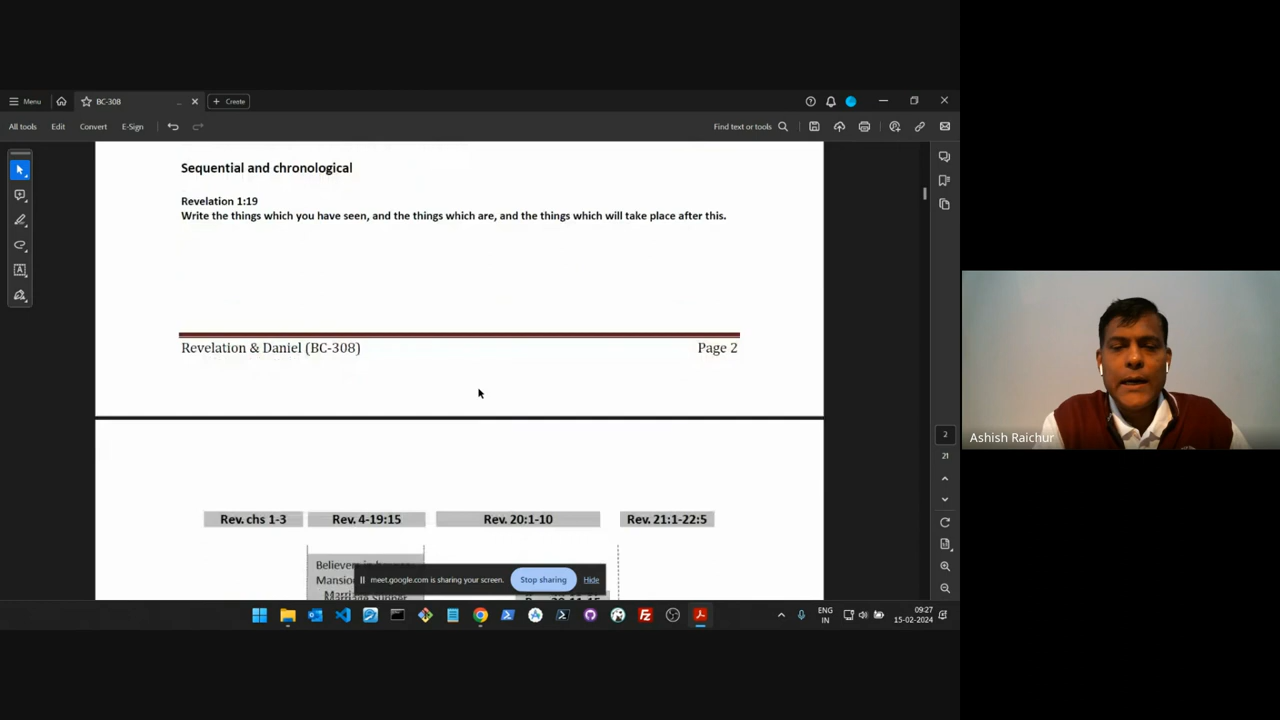 Menu
BC-308
...
Create
All tools
Edit
Convert
E-Sign
Find text or tools
Sequential and chronological
Revelation 1:19
Write the things which you have seen, and the things which are, and the things which will take place after this.
Revelation & Daniel (BC-308)
Page 2
Rev. chs 1-3
Rev. 4-19:15
Rev. 20:1-10
Rev. 21:1-22:5
meet.google.com is sharing your screen.
Stop sharing
Hide
2
21
Ashish Raichur
ENG
IN
09:27
15-02-2024